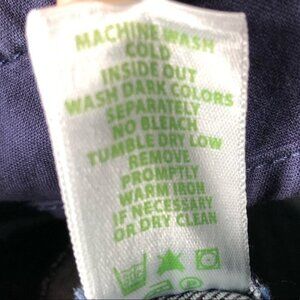 MACHINE WASH
COLD
INSIDE OUT
WASH DARK COLORS
SEPARATELY
NO BLEACH
TUMBLE DRY LOW
REMOVE
PROMPTLY
WARM IRON
IF NECESSARY
OR DRY CLEAN